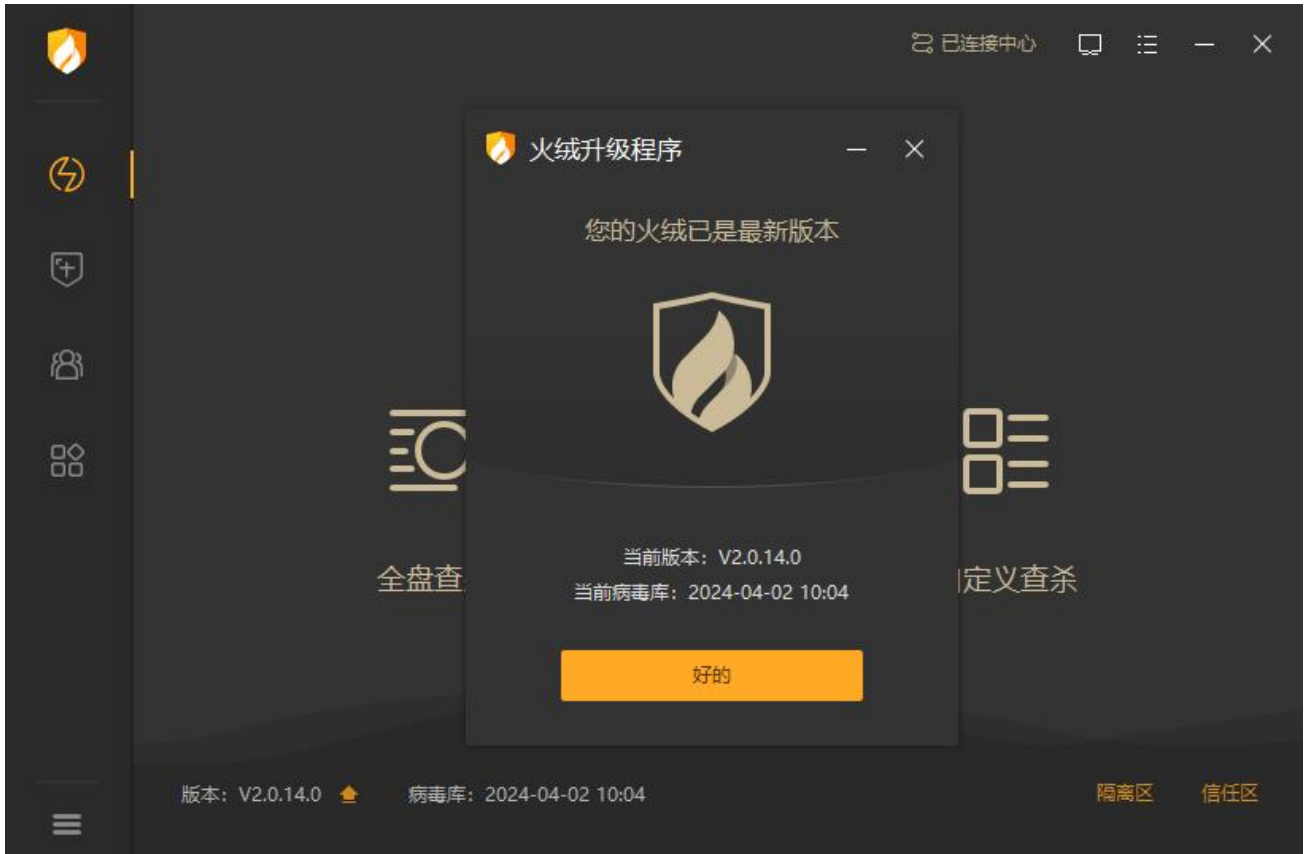 已连接中心
火绒升级程序
您的火绒已是最新版本
全盘查
定义查杀
当前版本：V2.0.14.0
当前病毒库：2024-04-02 10:04
好的
版本：V2.0.14.0 病毒库：2024-04-02 10:04 隔离区 信任区